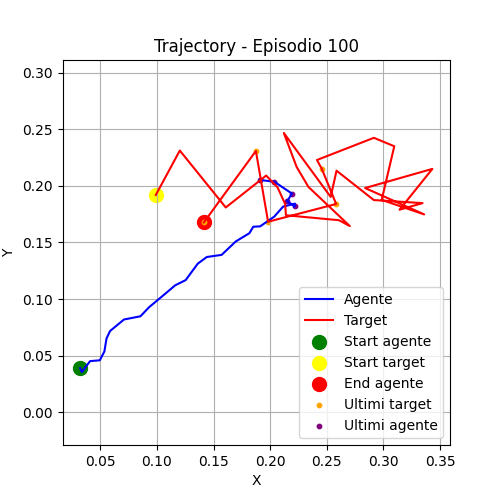 Trajectory - Episodio 100
0.30
0.25
0.20
0.15
0.10
0.05
0.00
Y
Agente
Target
Start agente
Start target
End agente
Ultimi target
Ultimi agente
0.05 0.10 0.15 0.20 0.25 0.30 0.35
X